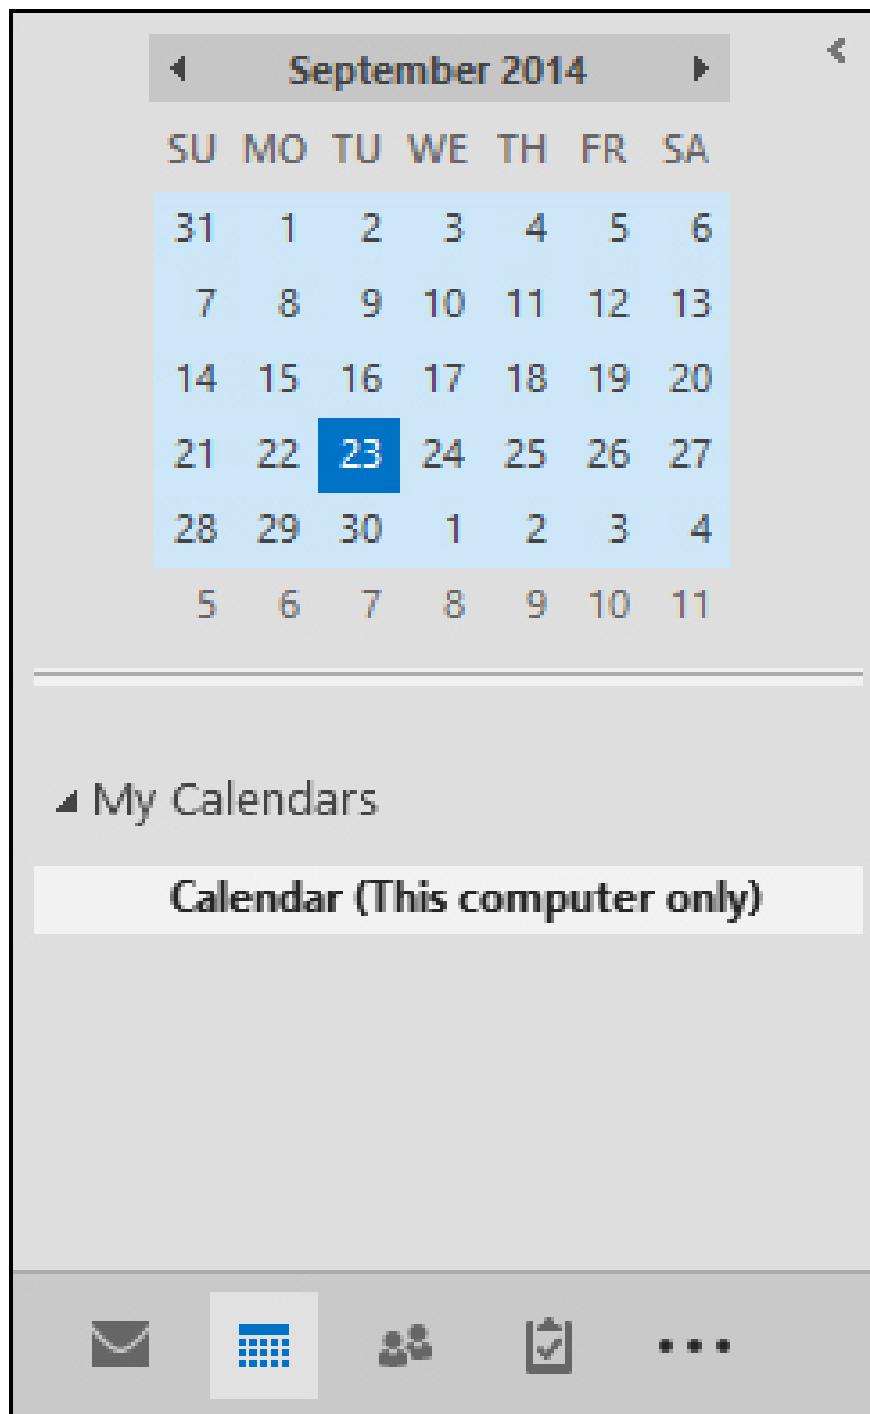 September 2014
SU MO TU WE TH FR SA
31 1 2 3 4 5 6
7 8 9 10 11 12 13
14 15 16 17 18 19 20
21 22 23 24 25 26 27
28 29 30 1 2 3 4
5 6 7 8 9 10 11
My Calendars
Calendar (This computer only)